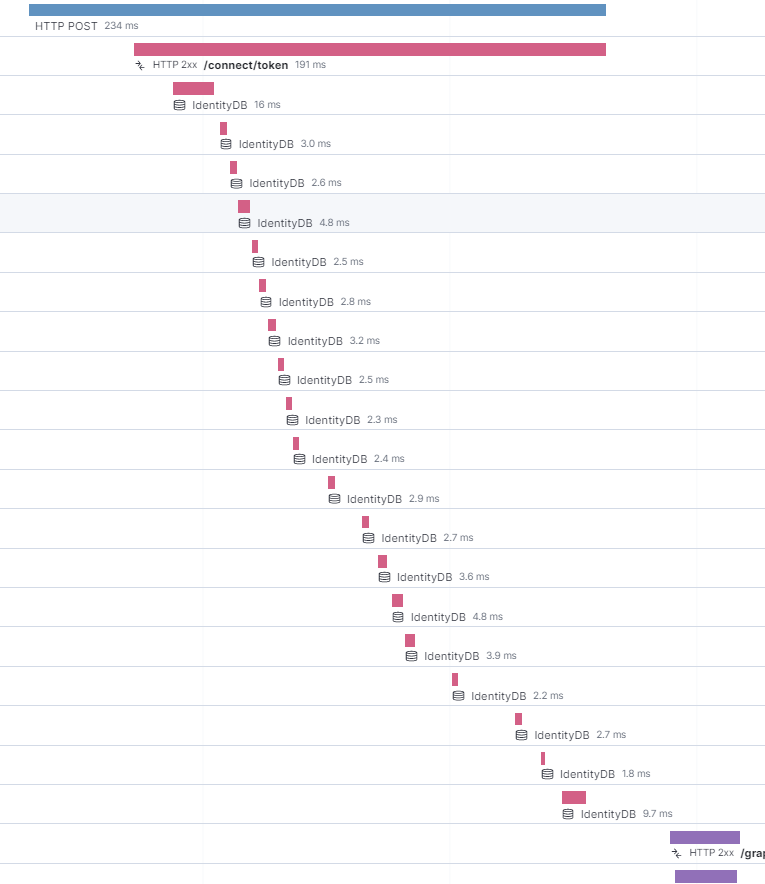 HTTP POST 234 ms
HTTP 2xx /connect/token 191 ms
IdentityDB 16 ms
IdentityDB 3.0 ms
IdentityDB 2.6 ms
IdentityDB 4.8 ms
IdentityDB 2.5 ms
IdentityDB 2.8 ms
IdentityDB 3.2 ms
IdentityDB 2.5 ms
IdentityDB 2.3 ms
IdentityDB 2.4 ms
IdentityDB 2.9 ms
IdentityDB 2.7 ms
IdentityDB 3.6 ms
IdentityDB 4.8 ms
IdentityDB 3.9 ms
IdentityDB 2.2 ms
IdentityDB 2.7 ms
IdentityDB 1.8 ms
IdentityDB 9.7 ms
HTTP 2xx